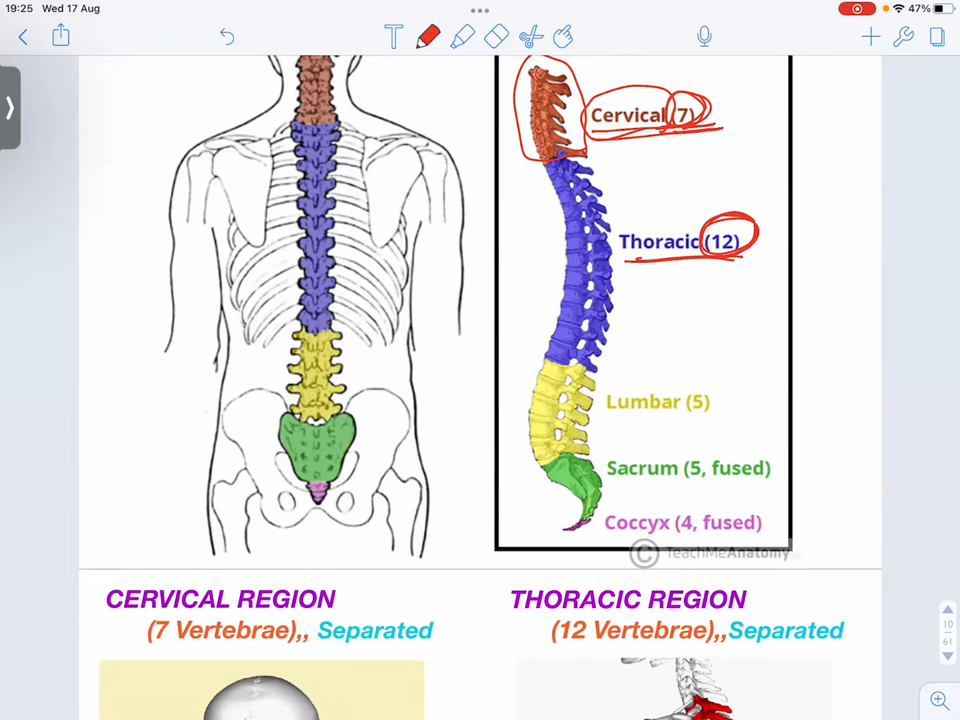 19:25 Wed 17 Aug
47%
Cervical (7)
Thoracic (12)
Lumbar (5)
Sacrum (5, fused)
Coccyx (4, fused)
© TeachMeAnatomy
CERVICAL REGION
(7 Vertebrae),, Separated
THORACIC REGION
(12 Vertebrae),,Separated
10
61